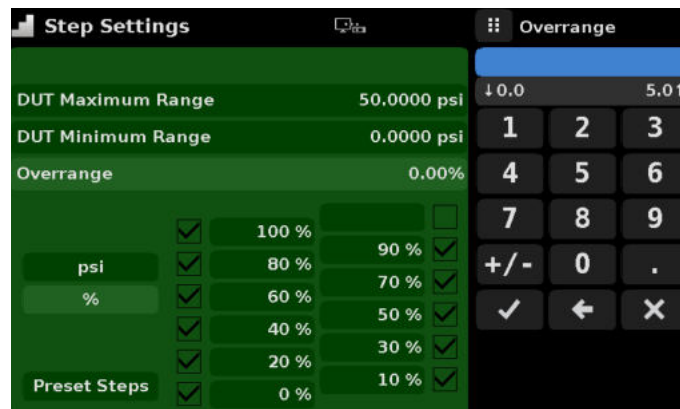 Step Settings
Overrange
DUT Maximum Range 50.0000 psi
DUT Minimum Range 0.0000 psi
Overrange 0.00%
psi
%
Preset Steps
100 %
90 %
80 %
70 %
60 %
50 %
40 %
30 %
20 %
10 %
0 %
↓0.0 5.01
1 2 3
4 5 6
7 8 9
+/- 0 .